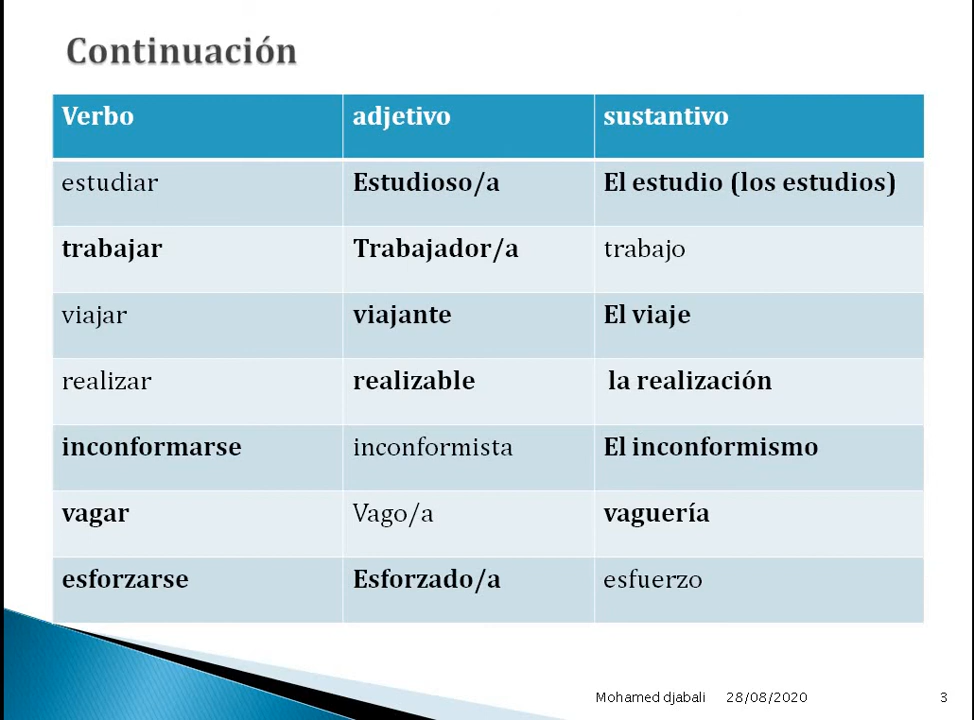 Continuación
Verbo adjetivo sustantivo
estudiar Estudioso/a El estudio (los estudios)
trabajar Trabajador/a trabajo
viajar viajante El viaje
realizar realizable la realización
inconformarse inconformista El inconformismo
vagar Vago/a vaguería
esforzarse Esforzado/a esfuerzo
Mohamed djabali 28/08/2020 3